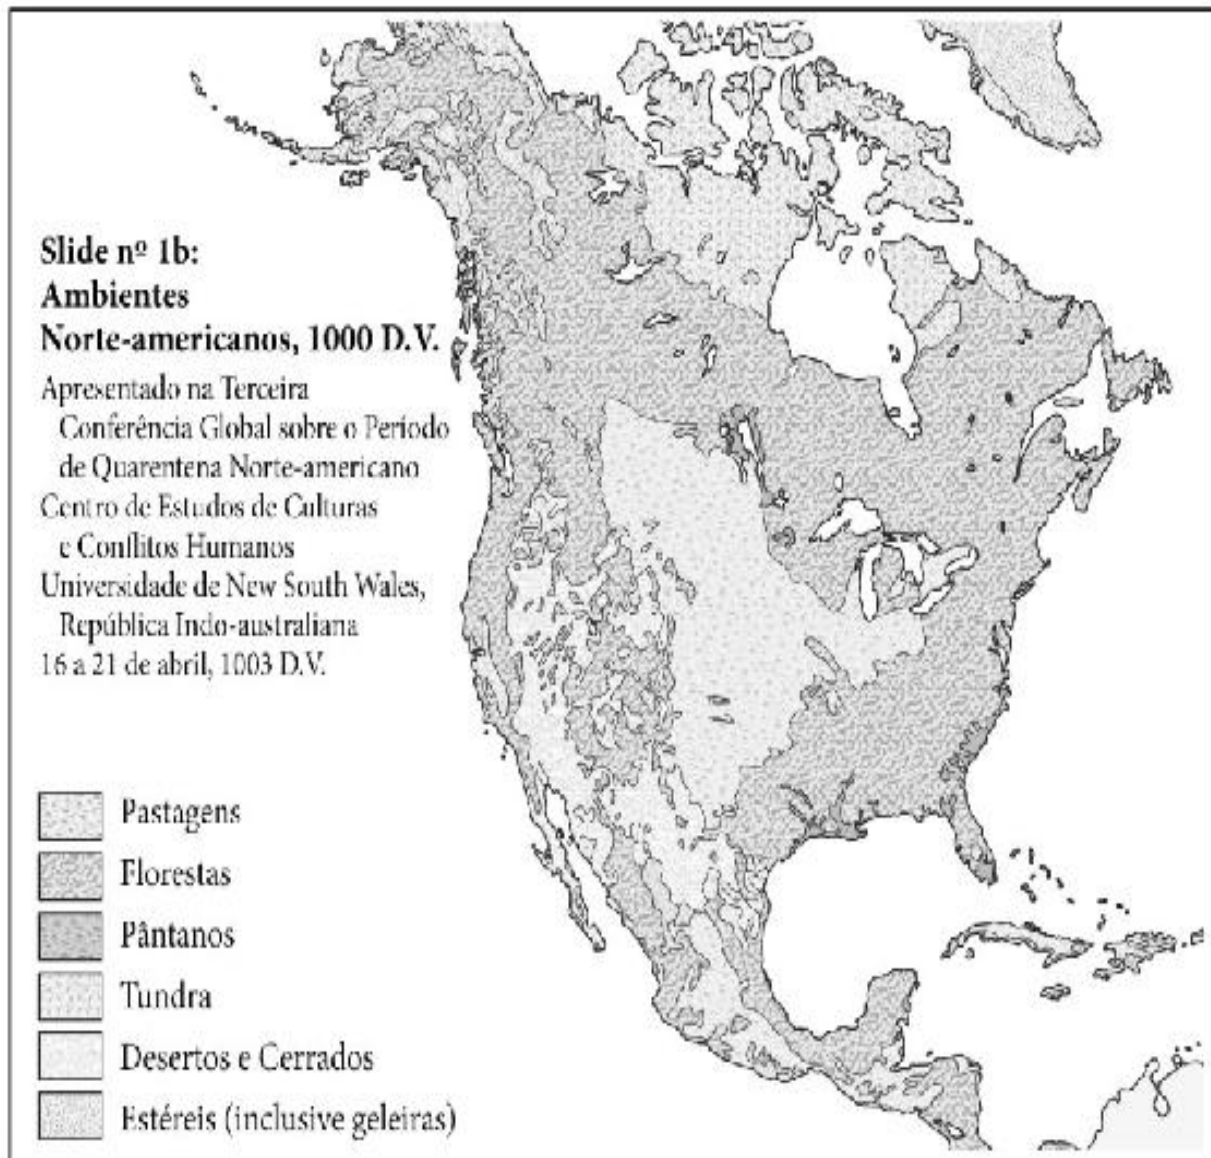 Slide nº 1b:
Ambientes
Norte-americanos, 1000 D.V.
Apresentado na Terceira
Conferência Global sobre o Período
de Quarentena Norte-americano
Centro de Estudos de Culturas
e Conflitos Humanos
Universidade de New South Wales,
República Indo-australiana
16 a 21 de abril, 1003 D.V.
Pastagens
Florestas
Pântanos
Tundra
Desertos e Cerrados
Estéreis (inclusive geleiras)